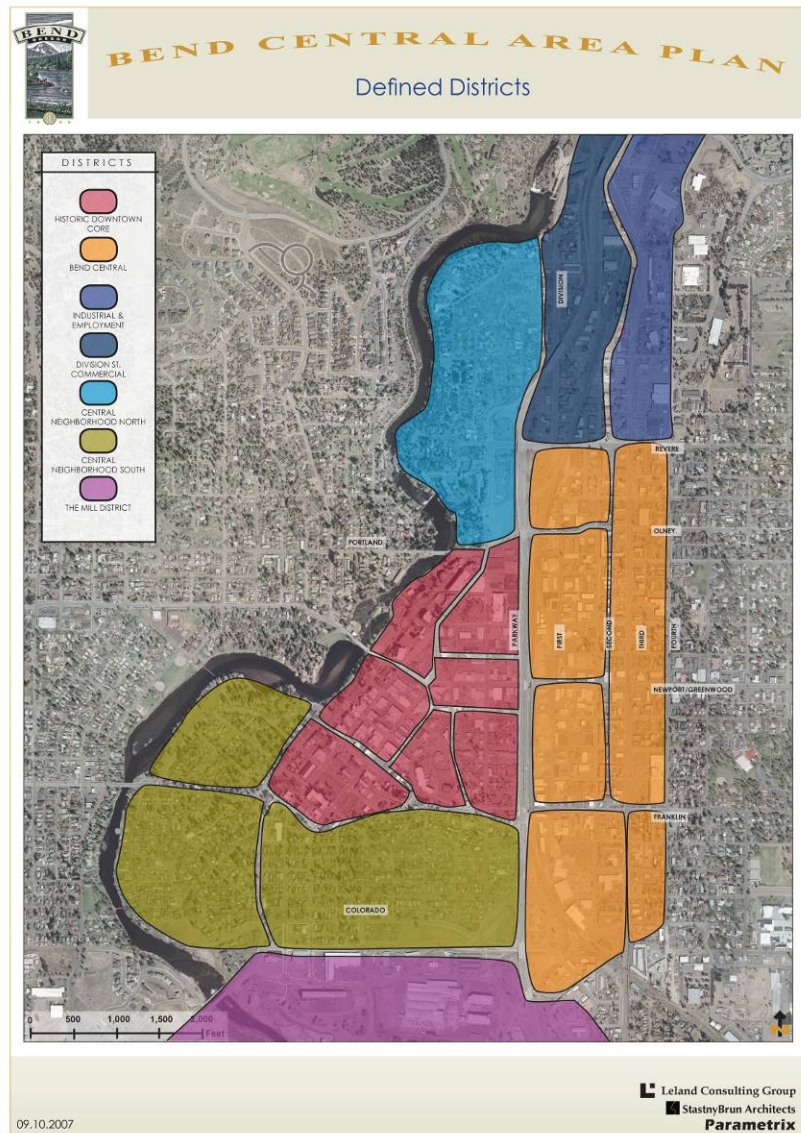 BEND
OREGON
BEND CENTRAL AREA PLAN
Defined Districts
DISTRICTS
HISTORIC DOWNTOWN
CORE
BEND CENTRAL
INDUSTRIAL &
EMPLOYMENT
DIVISION ST.
COMMERCIAL
CENTRAL
NEIGHBORHOOD NORTH
CENTRAL
NEIGHBORHOOD SOUTH
THE MILL DISTRICT
DIVISION
REVERE
OLNEY
PORTLAND
PARKWAY
FIRST
SECOND
THIRD
FOURTH
NEWPORT/GREENWOOD
FRANKLIN
COLORADO
0 500 1,000 1,500 2,000
Feet
N
Leland Consulting Group
StastnyBrun Architects
Parametrix
09.10.2007